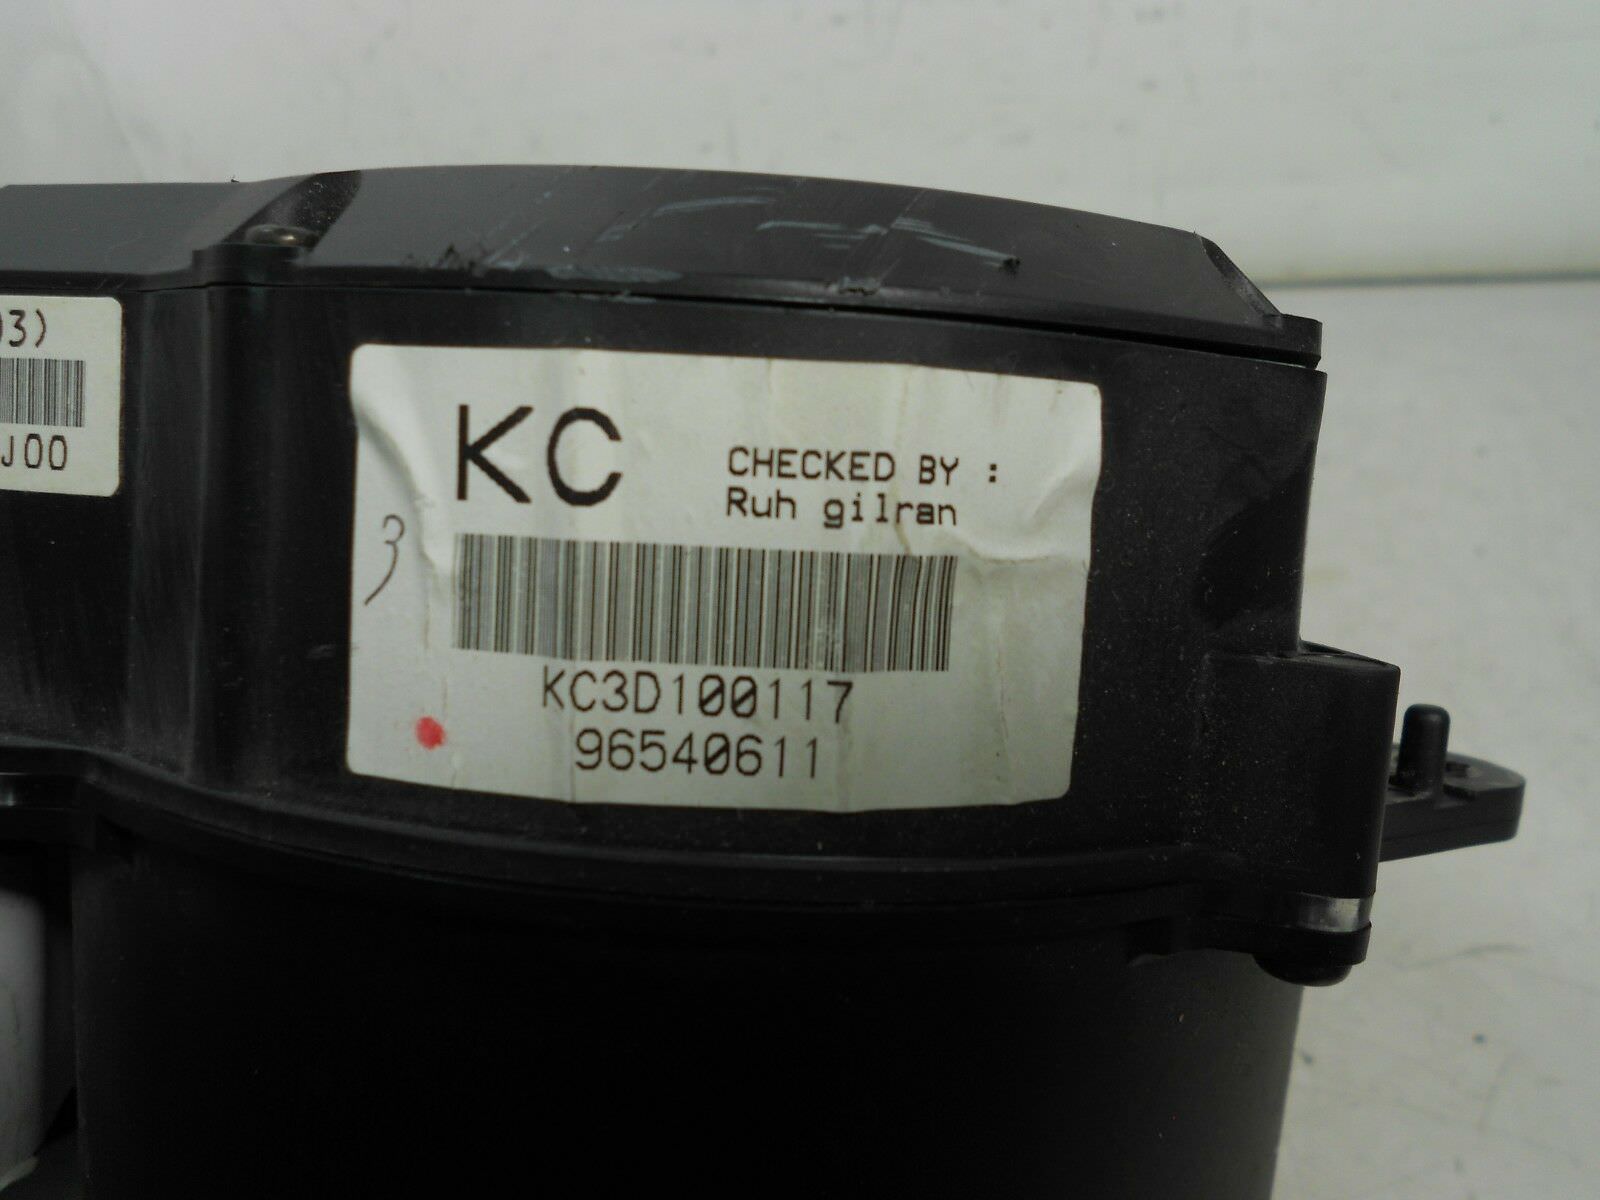 03)
J00
KC
CHECKED BY :
Ruh gilran
3
KC3D100117
96540611